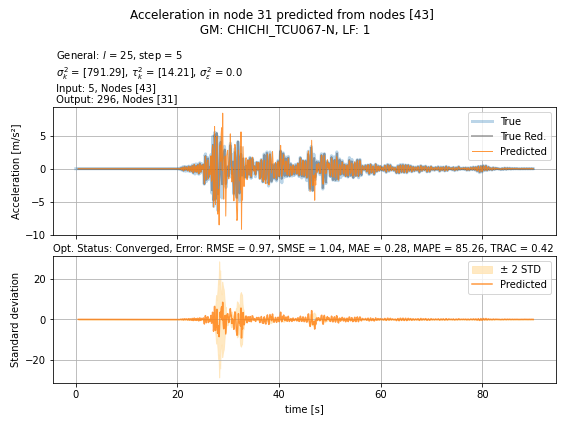 Acceleration in node 31 predicted from nodes [43]
GM: CHICHI_TCU067-N, LF: 1
General: l = 25, step = 5
σ²ₖ = [791.29], τ²ₖ = [14.21], σ²ε = 0.0
Input: 5, Nodes [43]
Output: 296, Nodes [31]
Acceleration [m/s²]
5
0
−5
−10
True
True Red.
Predicted
Opt. Status: Converged, Error: RMSE = 0.97, SMSE = 1.04, MAE = 0.28, MAPE = 85.26, TRAC = 0.42
Standard deviation
20
0
−20
± 2 STD
Predicted
0 20 40 60 80
time [s]